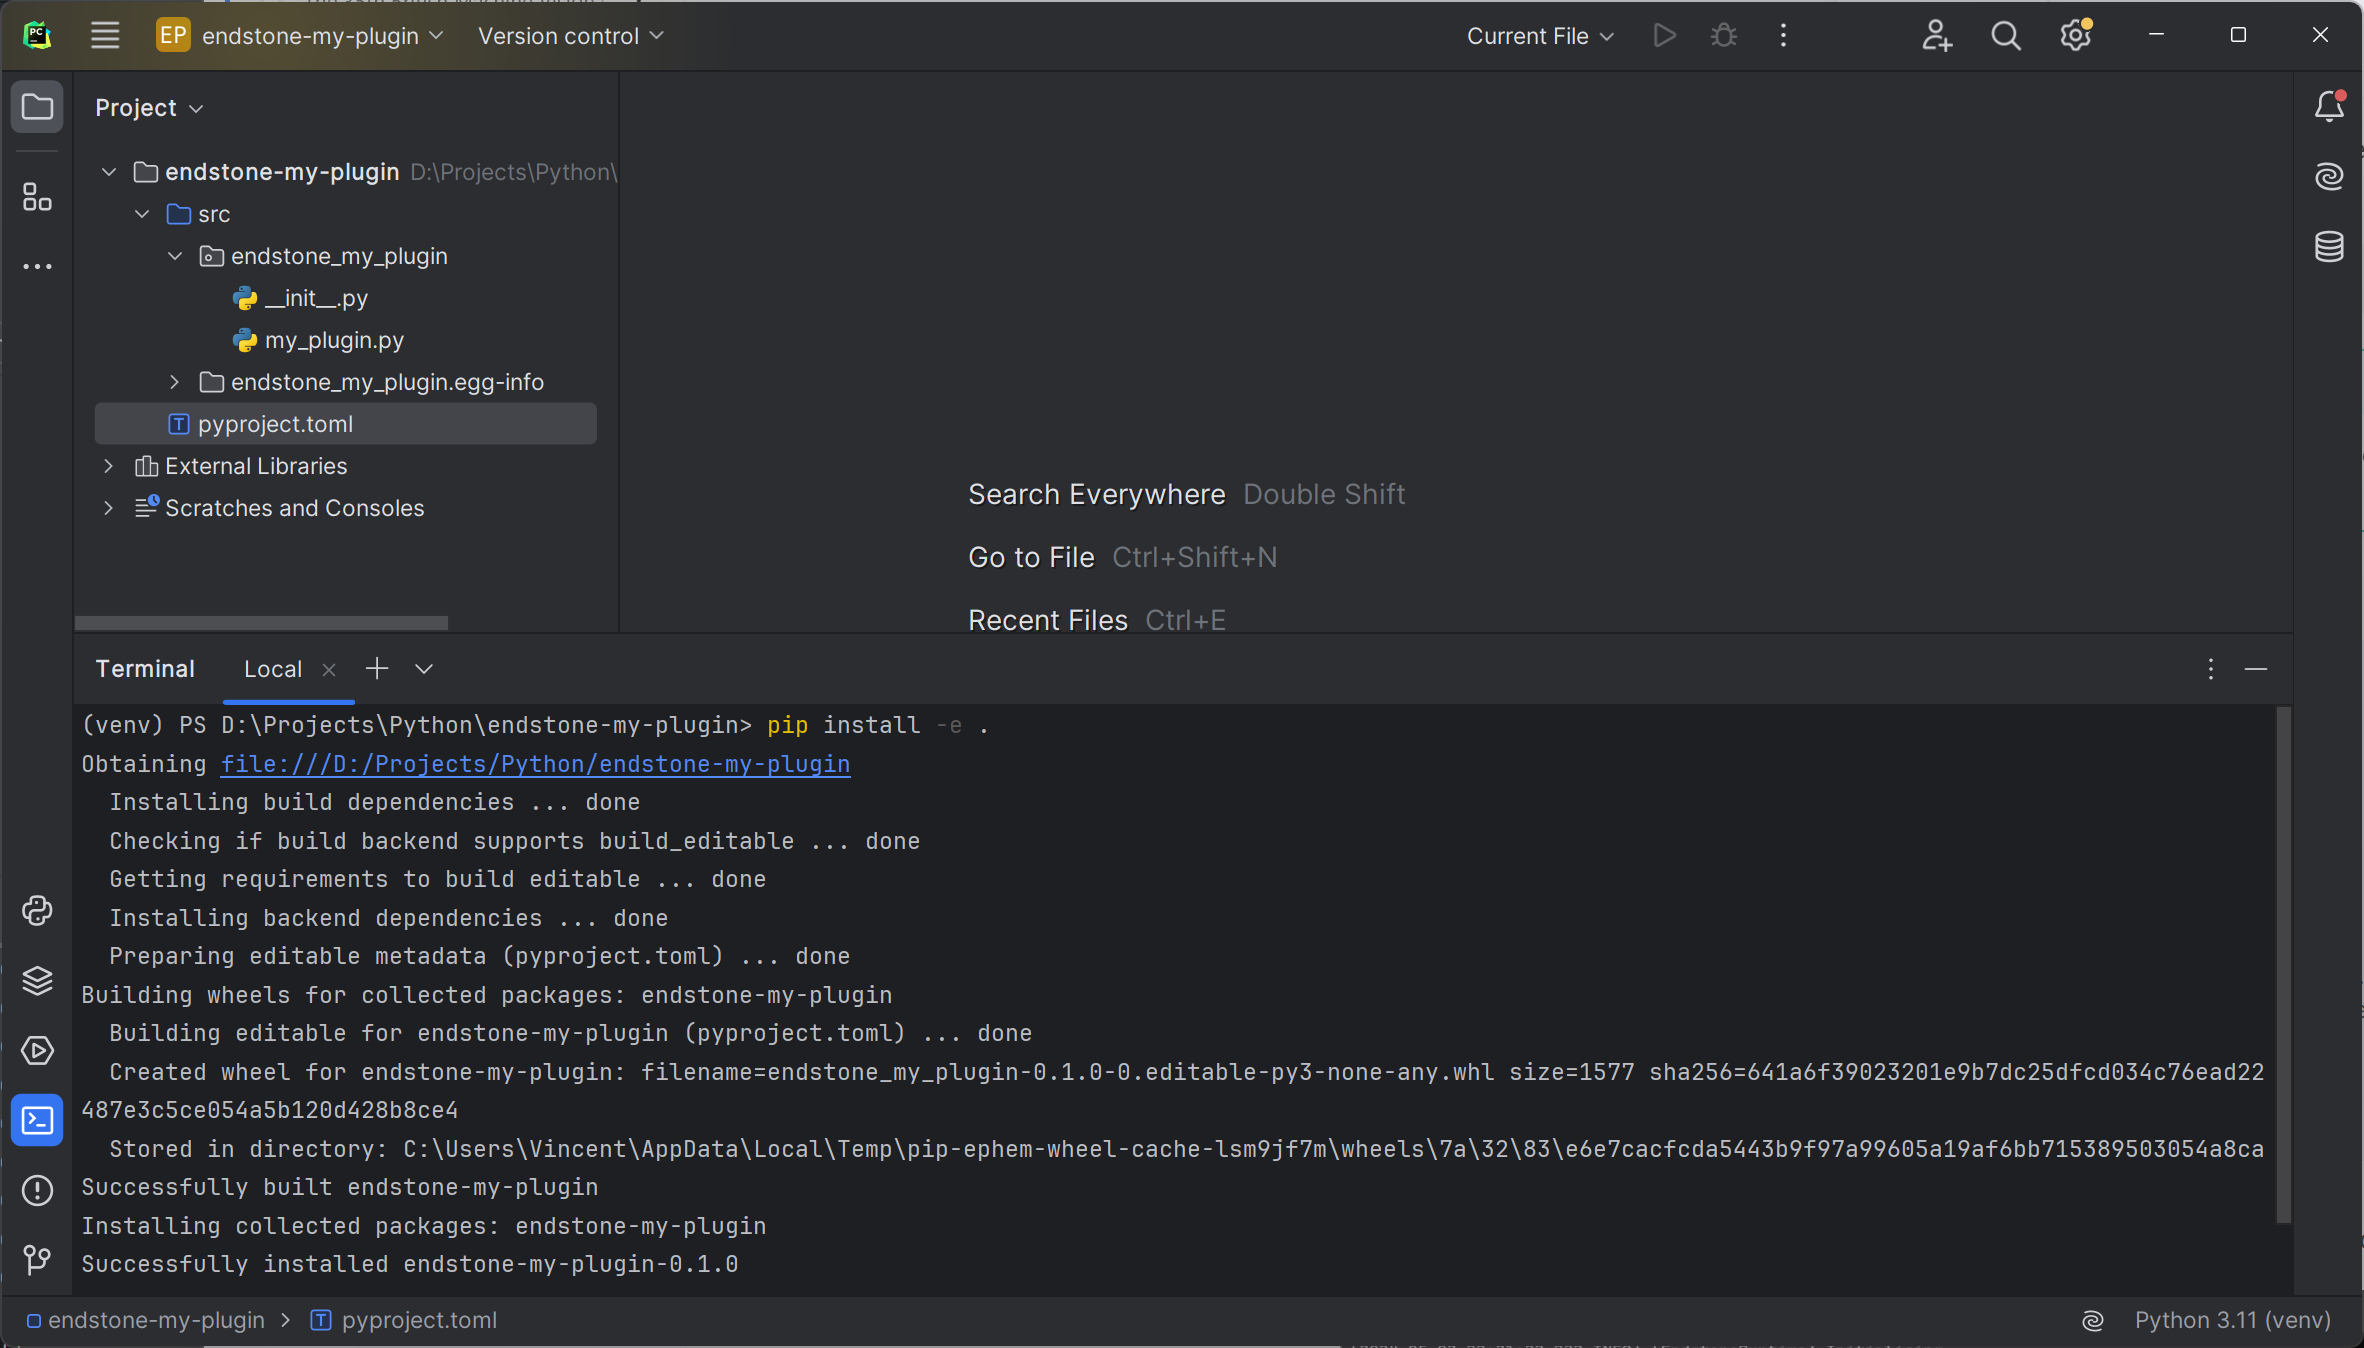 PC
EP endstone-my-plugin Version control Current File
Project
endstone-my-plugin D:\Projects\Python\
src
endstone_my_plugin
__init__.py
my_plugin.py
endstone_my_plugin.egg-info
pyproject.toml
External Libraries
Scratches and Consoles
Search Everywhere Double Shift
Go to File Ctrl+Shift+N
Recent Files Ctrl+E
Terminal Local
(venv) PS D:\Projects\Python\endstone-my-plugin> pip install -e .
Obtaining file:///D:/Projects/Python/endstone-my-plugin
Installing build dependencies ... done
Checking if build backend supports build_editable ... done
Getting requirements to build editable ... done
Installing backend dependencies ... done
Preparing editable metadata (pyproject.toml) ... done
Building wheels for collected packages: endstone-my-plugin
Building editable for endstone-my-plugin (pyproject.toml) ... done
Created wheel for endstone-my-plugin: filename=endstone_my_plugin-0.1.0-0.editable-py3-none-any.whl size=1577 sha256=641a6f39023201e9b7dc25dfcd034c76ead22
487e3c5ce054a5b120d428b8ce4
Stored in directory: C:\Users\Vincent\AppData\Local\Temp\pip-ephem-wheel-cache-lsm9jf7m\wheels\7a\32\83\e6e7cacfcda5443b9f97a99605a19af6bb715389503054a8ca
Successfully built endstone-my-plugin
Installing collected packages: endstone-my-plugin
Successfully installed endstone-my-plugin-0.1.0
endstone-my-plugin > pyproject.toml Python 3.11 (venv)